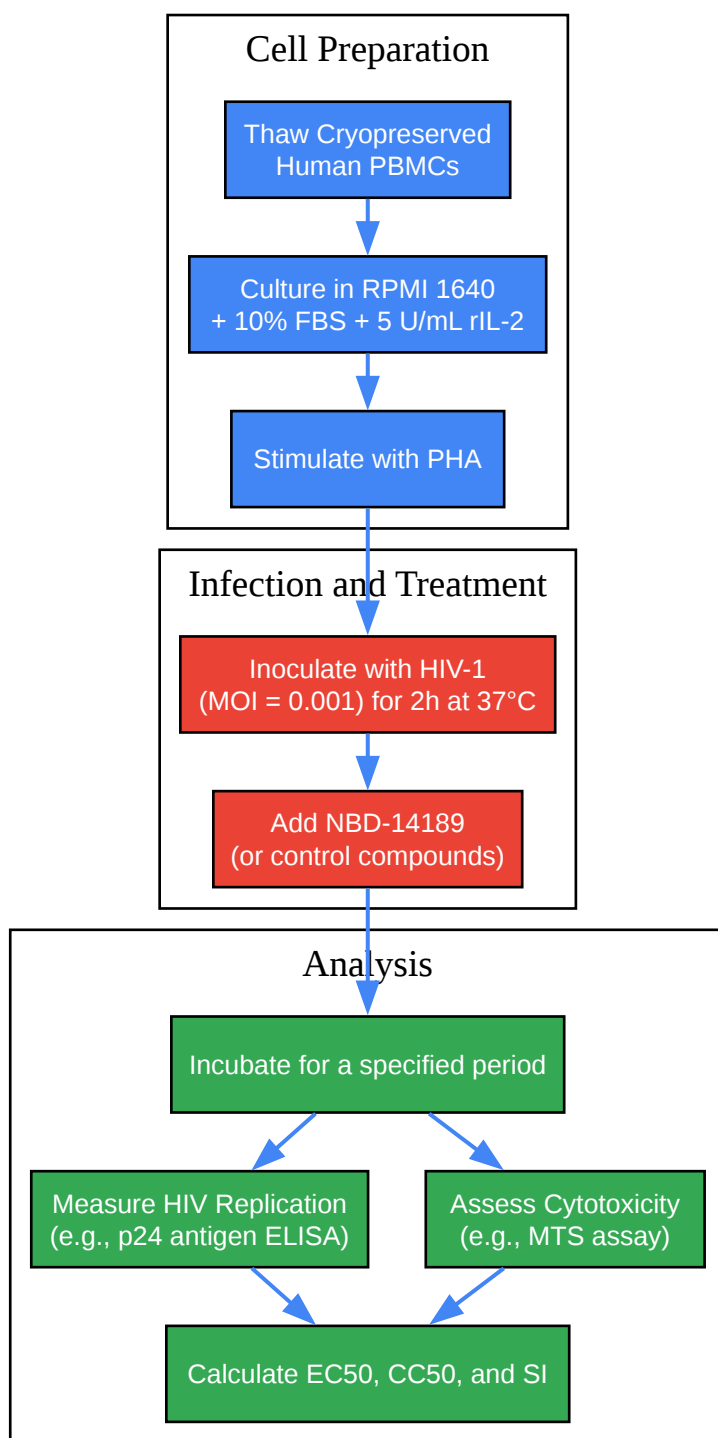 Cell Preparation
Thaw Cryopreserved
Human PBMCs
Culture in RPMI 1640
+ 10% FBS + 5 U/mL rIL-2
Stimulate with PHA
Infection and Treatment
Inoculate with HIV-1
(MOI = 0.001) for 2h at 37°C
Add NBD-14189
(or control compounds)
Analysis
Incubate for a specified period
Measure HIV Replication
(e.g., p24 antigen ELISA)
Assess Cytotoxicity
(e.g., MTS assay)
Calculate EC50, CC50, and SI